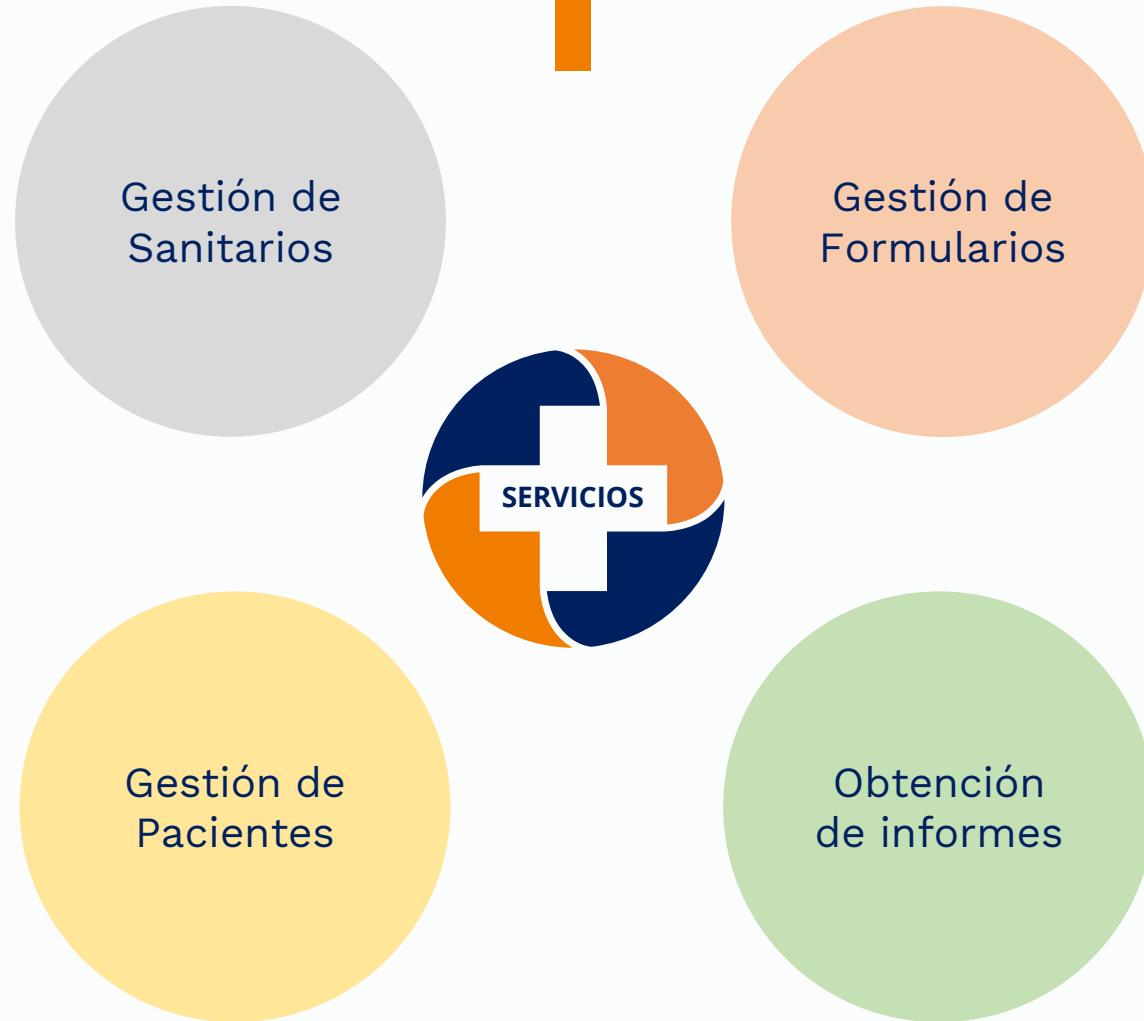 Gestión de
Sanitarios
Gestión de
Formularios
SERVICIOS
Gestión de
Pacientes
Obtención
de informes